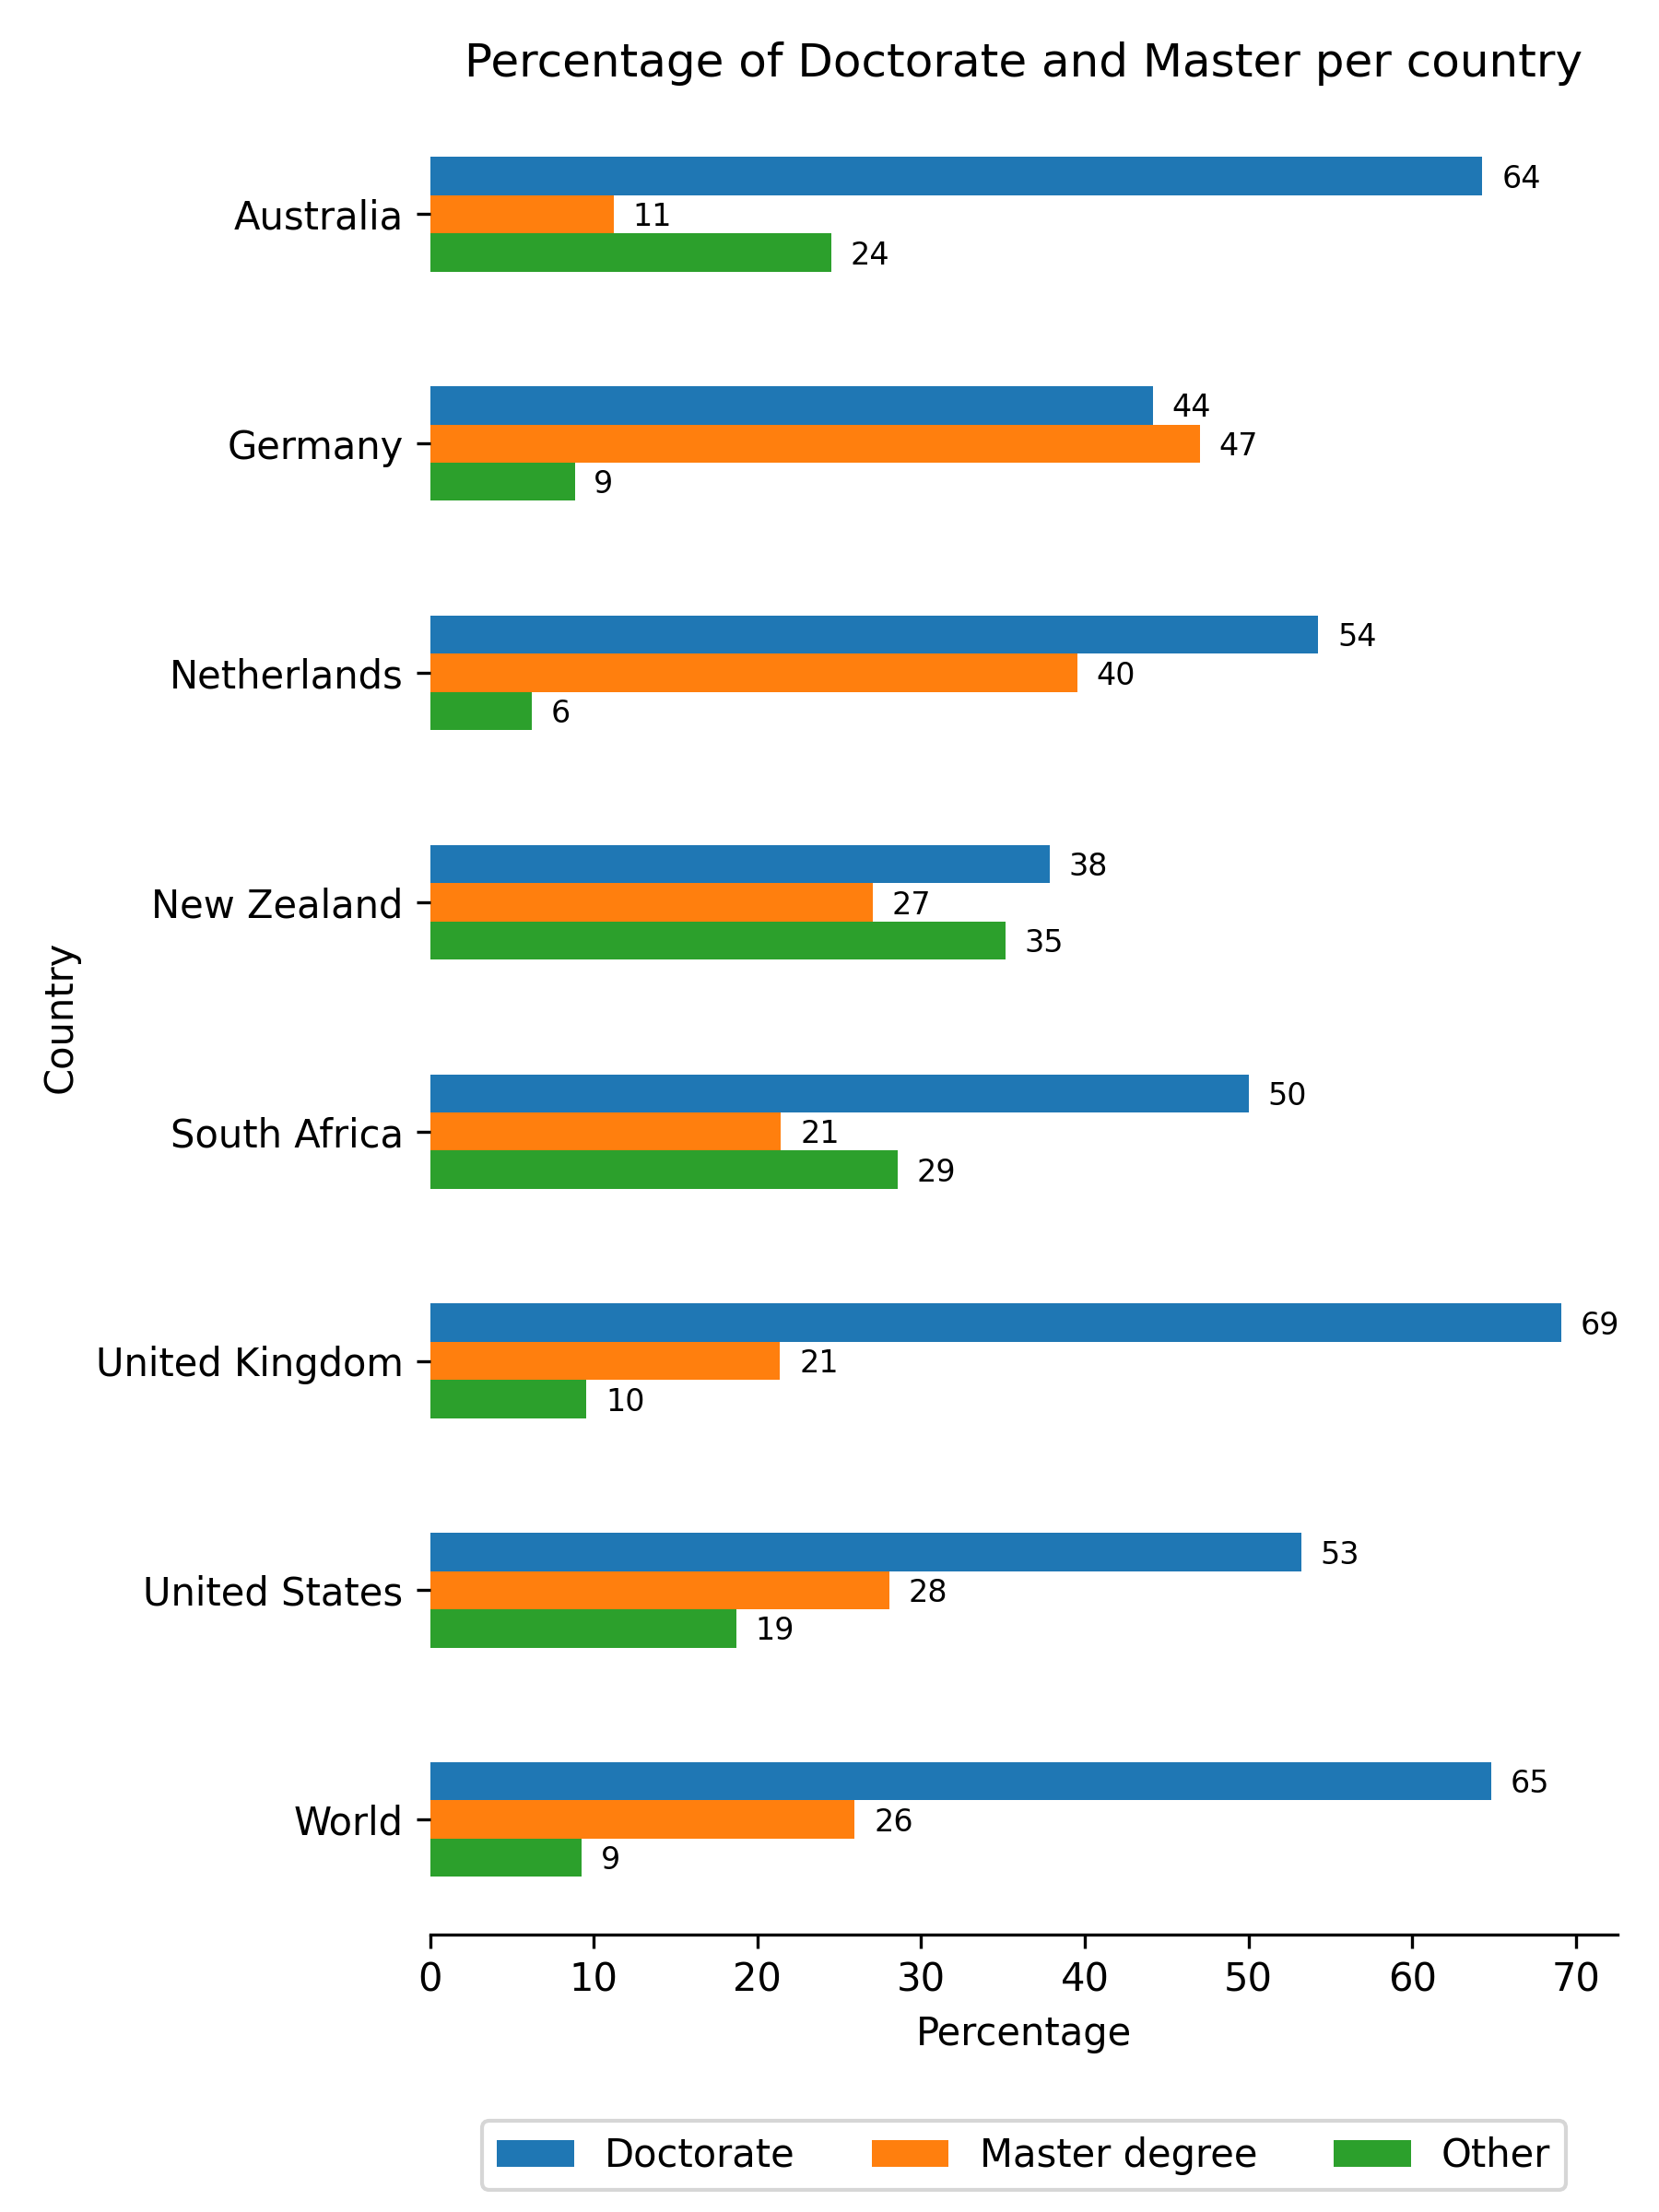 Percentage of Doctorate and Master per country
64
Australia
11
24
44
Germany
47
9
54
Netherlands
40
6
38
New Zealand
27
35
Country
50
South Africa
21
29
69
United Kingdom
21
10
53
United States
28
19
65
World
26
9
0 10 20 30 40 50 60 70
Percentage
Doctorate Master degree Other